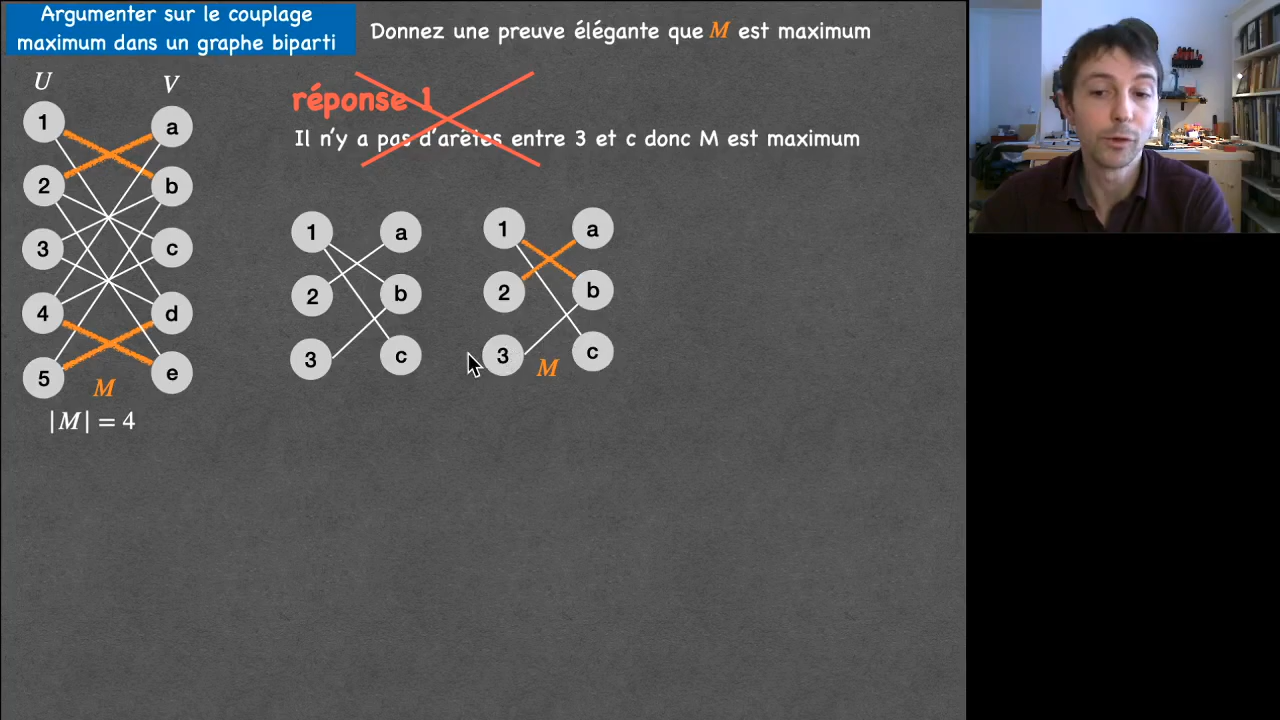 Argumenter sur le couplage
maximum dans un graphe biparti
Donnez une preuve élégante que M est maximum
U V
1 a
2 b
3 c
4 d
5 e
M
|M| = 4
réponse 1
Il n'y a pas d'arêtes entre 3 et c donc M est maximum
1 a
2 b
3 c
1 a
2 b
3 c
M